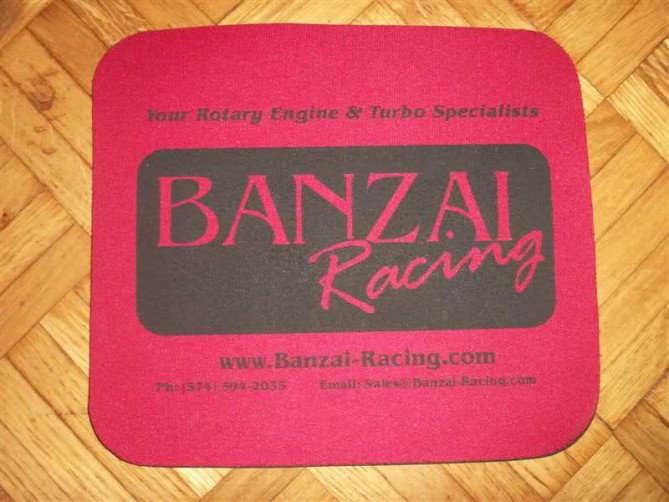 Your Rotary Engine & Turbo Specialists
BANZAI
Racing
www.Banzai-Racing.com
Ph: (574) 594-2035 Email: Sales@Banzai-Racing.com